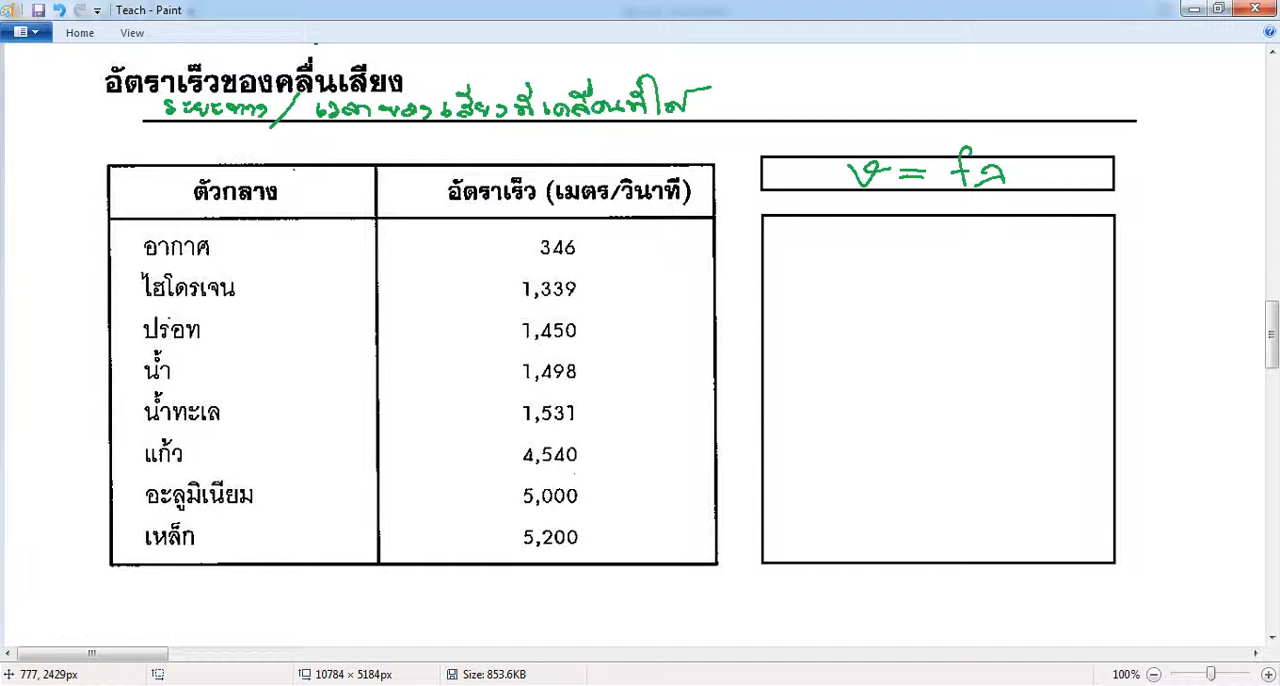 Teach - Paint
Home View
อัตราเร็วของคลื่นเสียง
ระยะทาง / เวลาของเสียงที่เคลื่อนที่ได้
v = fλ
ตัวกลาง อัตราเร็ว (เมตร/วินาที)
อากาศ 346
ไฮโดรเจน 1,339
ปรอท 1,450
น้ำ 1,498
น้ำทะเล 1,531
แก้ว 4,540
อะลูมิเนียม 5,000
เหล็ก 5,200
777, 2429px 10784 × 5184px Size: 853.6KB 100%